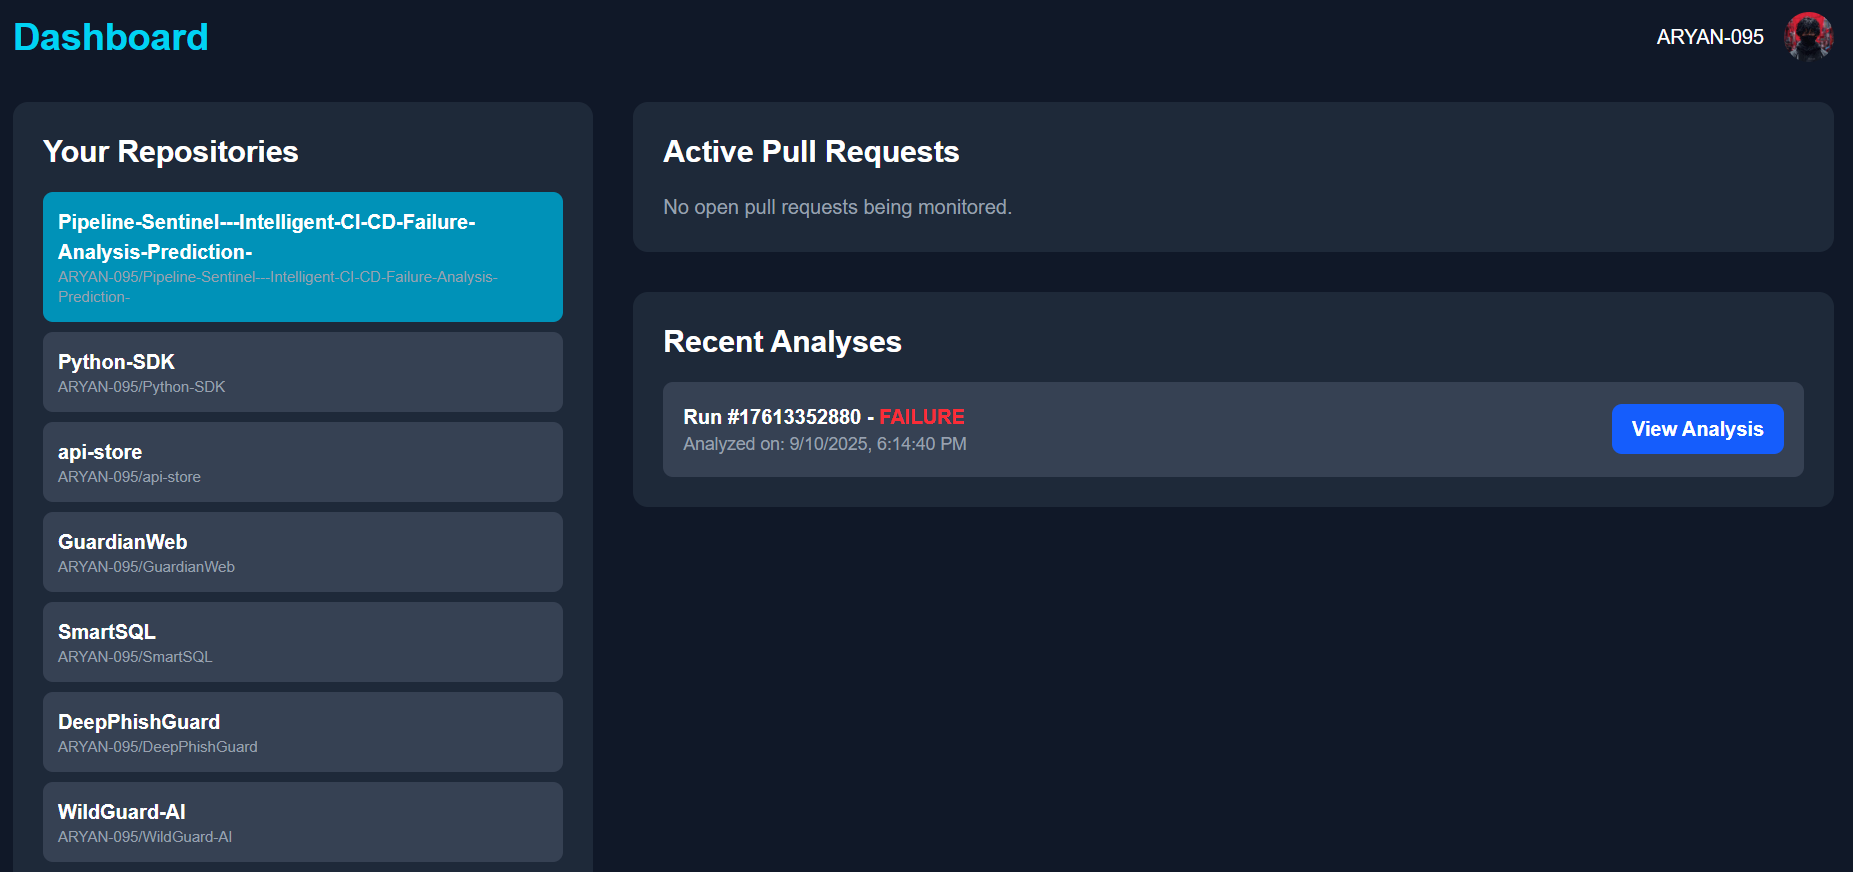 Dashboard
ARYAN-095
Your Repositories
Pipeline-Sentinel---Intelligent-CI-CD-Failure-
Analysis-Prediction-
ARYAN-095/Pipeline-Sentinel---Intelligent-CI-CD-Failure-Analysis-
Prediction-
Python-SDK
ARYAN-095/Python-SDK
api-store
ARYAN-095/api-store
GuardianWeb
ARYAN-095/GuardianWeb
SmartSQL
ARYAN-095/SmartSQL
DeepPhishGuard
ARYAN-095/DeepPhishGuard
WildGuard-AI
ARYAN-095/WildGuard-AI
Active Pull Requests
No open pull requests being monitored.
Recent Analyses
Run #17613352880 - FAILURE
Analyzed on: 9/10/2025, 6:14:40 PM
View Analysis